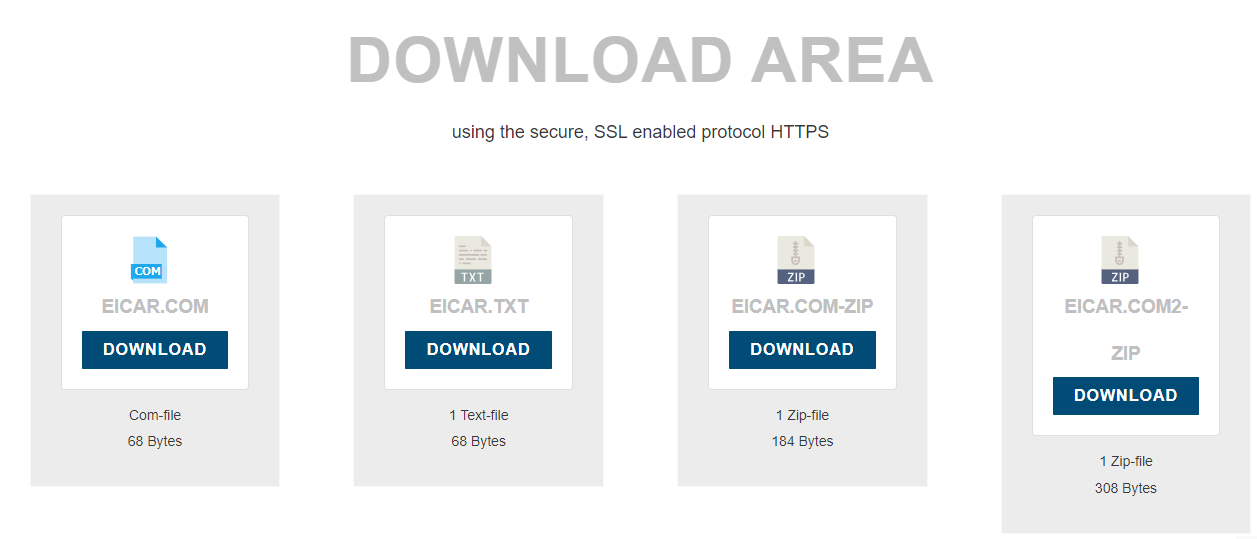 DOWNLOAD AREA
using the secure, SSL enabled protocol HTTPS
COM
EICAR.COM
DOWNLOAD
Com-file
68 Bytes
TXT
EICAR.TXT
DOWNLOAD
1 Text-file
68 Bytes
ZIP
EICAR.COM-ZIP
DOWNLOAD
1 Zip-file
184 Bytes
ZIP
EICAR.COM2-
ZIP
DOWNLOAD
1 Zip-file
308 Bytes